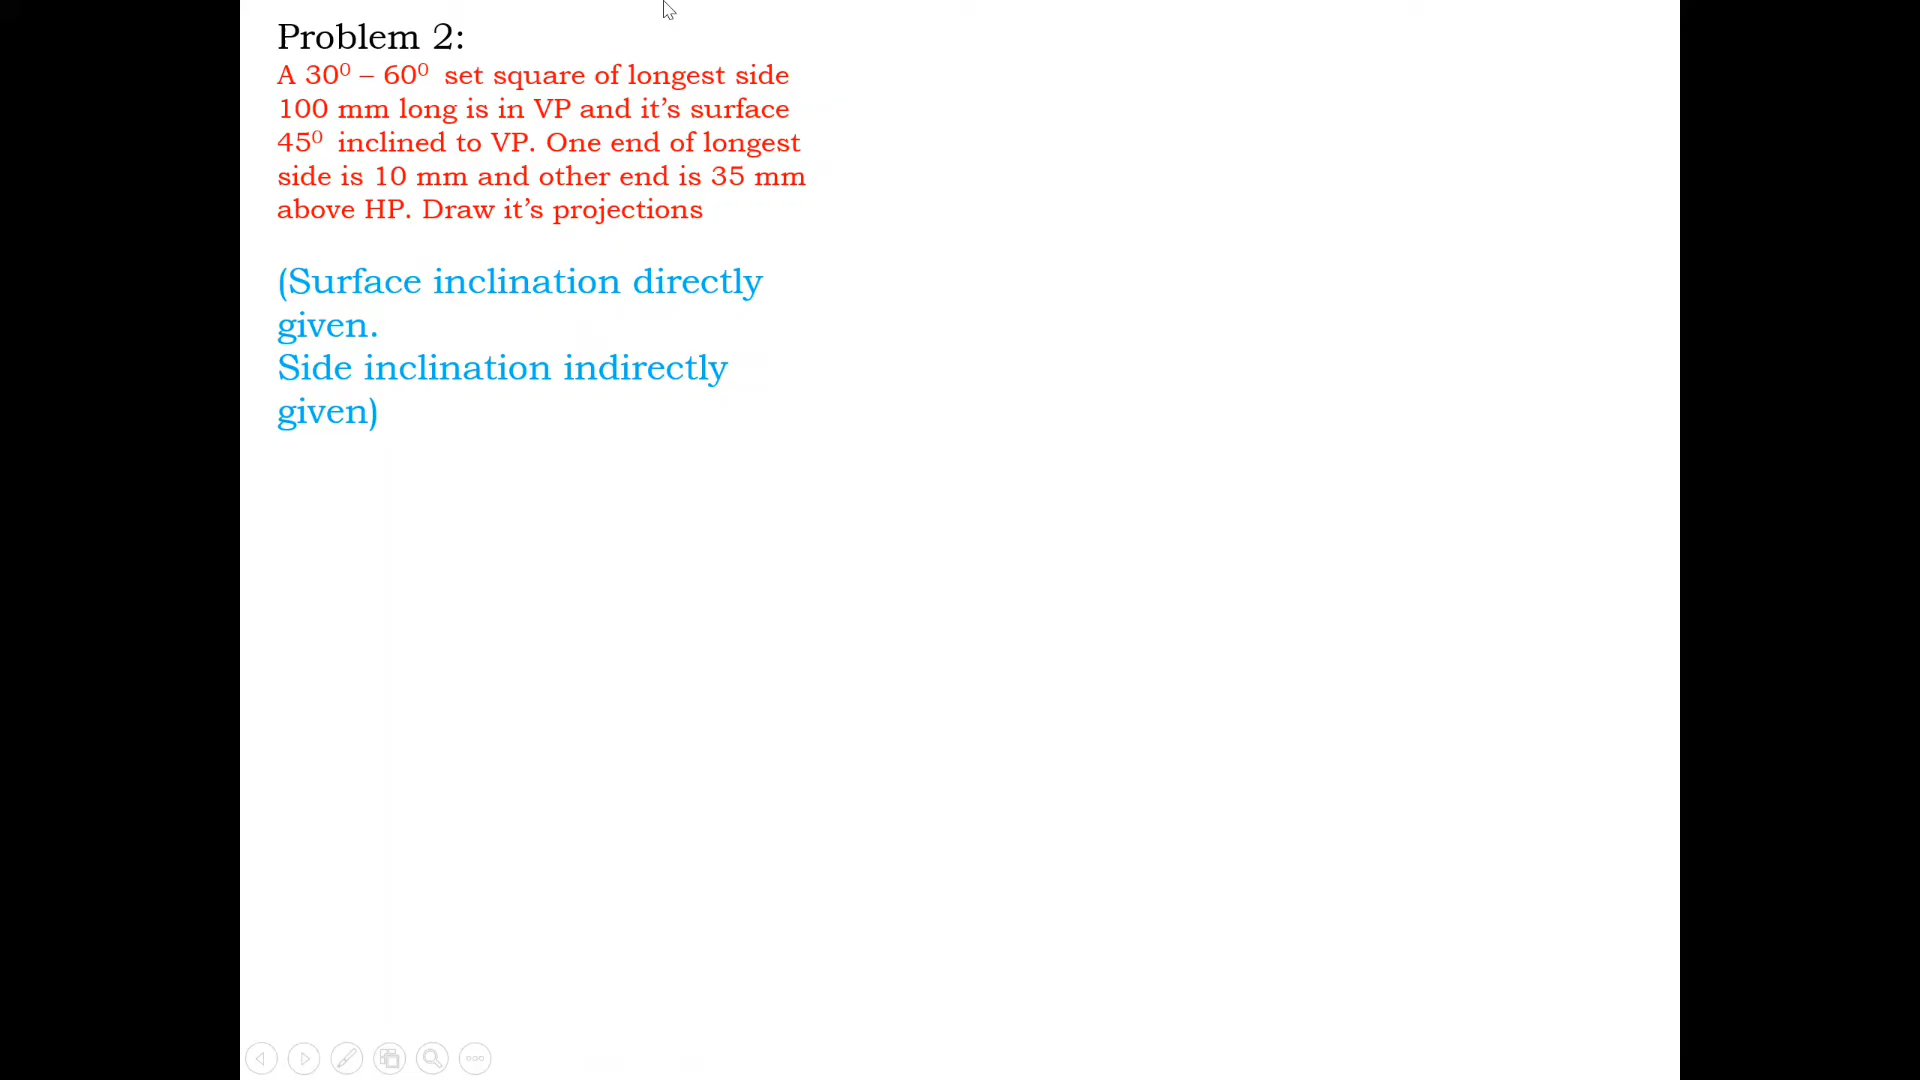 Problem 2:
A 30⁰ – 60⁰ set square of longest side
100 mm long is in VP and it’s surface
45⁰ inclined to VP. One end of longest
side is 10 mm and other end is 35 mm
above HP. Draw it’s projections
(Surface inclination directly
given.
Side inclination indirectly
given)